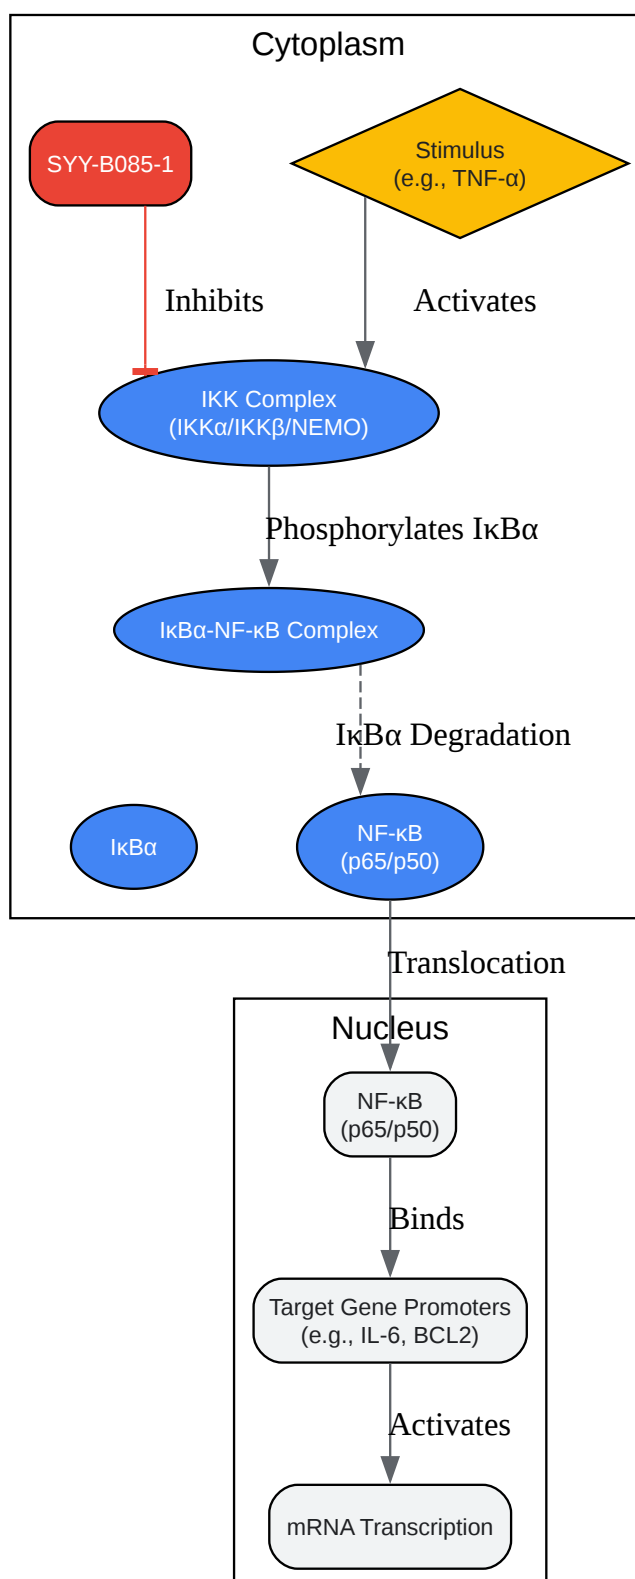 Cytoplasm
SYY-B085-1
Stimulus
(e.g., TNF-α)
Inhibits
Activates
IKK Complex
(IKKα/IKKβ/NEMO)
Phosphorylates IκBα
IκBα-NF-κB Complex
IκBα Degradation
IκBα
NF-κB
(p65/p50)
Translocation
Nucleus
NF-κB
(p65/p50)
Binds
Target Gene Promoters
(e.g., IL-6, BCL2)
Activates
mRNA Transcription